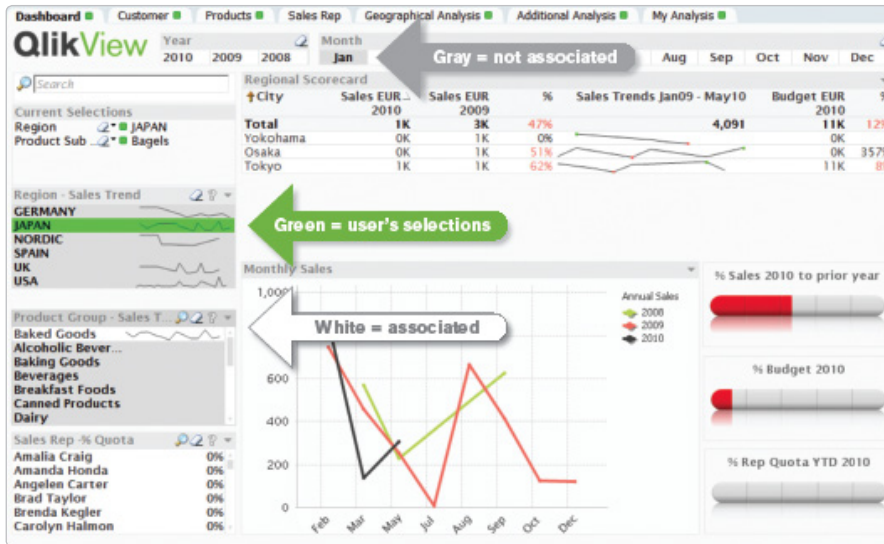 Dashboard Customer Products Sales Rep Geographical Analysis Additional Analysis My Analysis
QlikView
Year
2010 2009 2008
Month
Jan Aug Sep Oct Nov Dec
Gray = not associated
Search
Current Selections
Region JAPAN
Product Sub .. Bagels
Regional Scorecard
City Sales EUR 2010 Sales EUR 2009 % Sales Trends Jan09 - May10 Budget EUR 2010
Total 1K 3K 47% 4,091 11K
Yokohama 0K 1K 0% 0K
Osaka 0K 1K 51% 0K 357%
Tokyo 1K 1K 62% 11K
Region - Sales Trend
GERMANY
JAPAN
NORDIC
SPAIN
UK
USA
Green = user's selections
Product Group - Sales T...
Baked Goods
Alcoholic Bever...
Baking Goods
Beverages
Breakfast Foods
Canned Products
Dairy
White = associated
Sales Rep -% Quota
Amalia Craig 0%
Amanda Honda 0%
Angelen Carter 0%
Brad Taylor 0%
Brenda Kegler 0%
Carolyn Halmon 0%
Monthly Sales
1,000
600
400
200
0
Feb Mar May Jul Aug Sep Oct Dec
Annual Sales
2008
2009
2010
% Sales 2010 to prior year
% Budget 2010
% Rep Quota YTD 2010